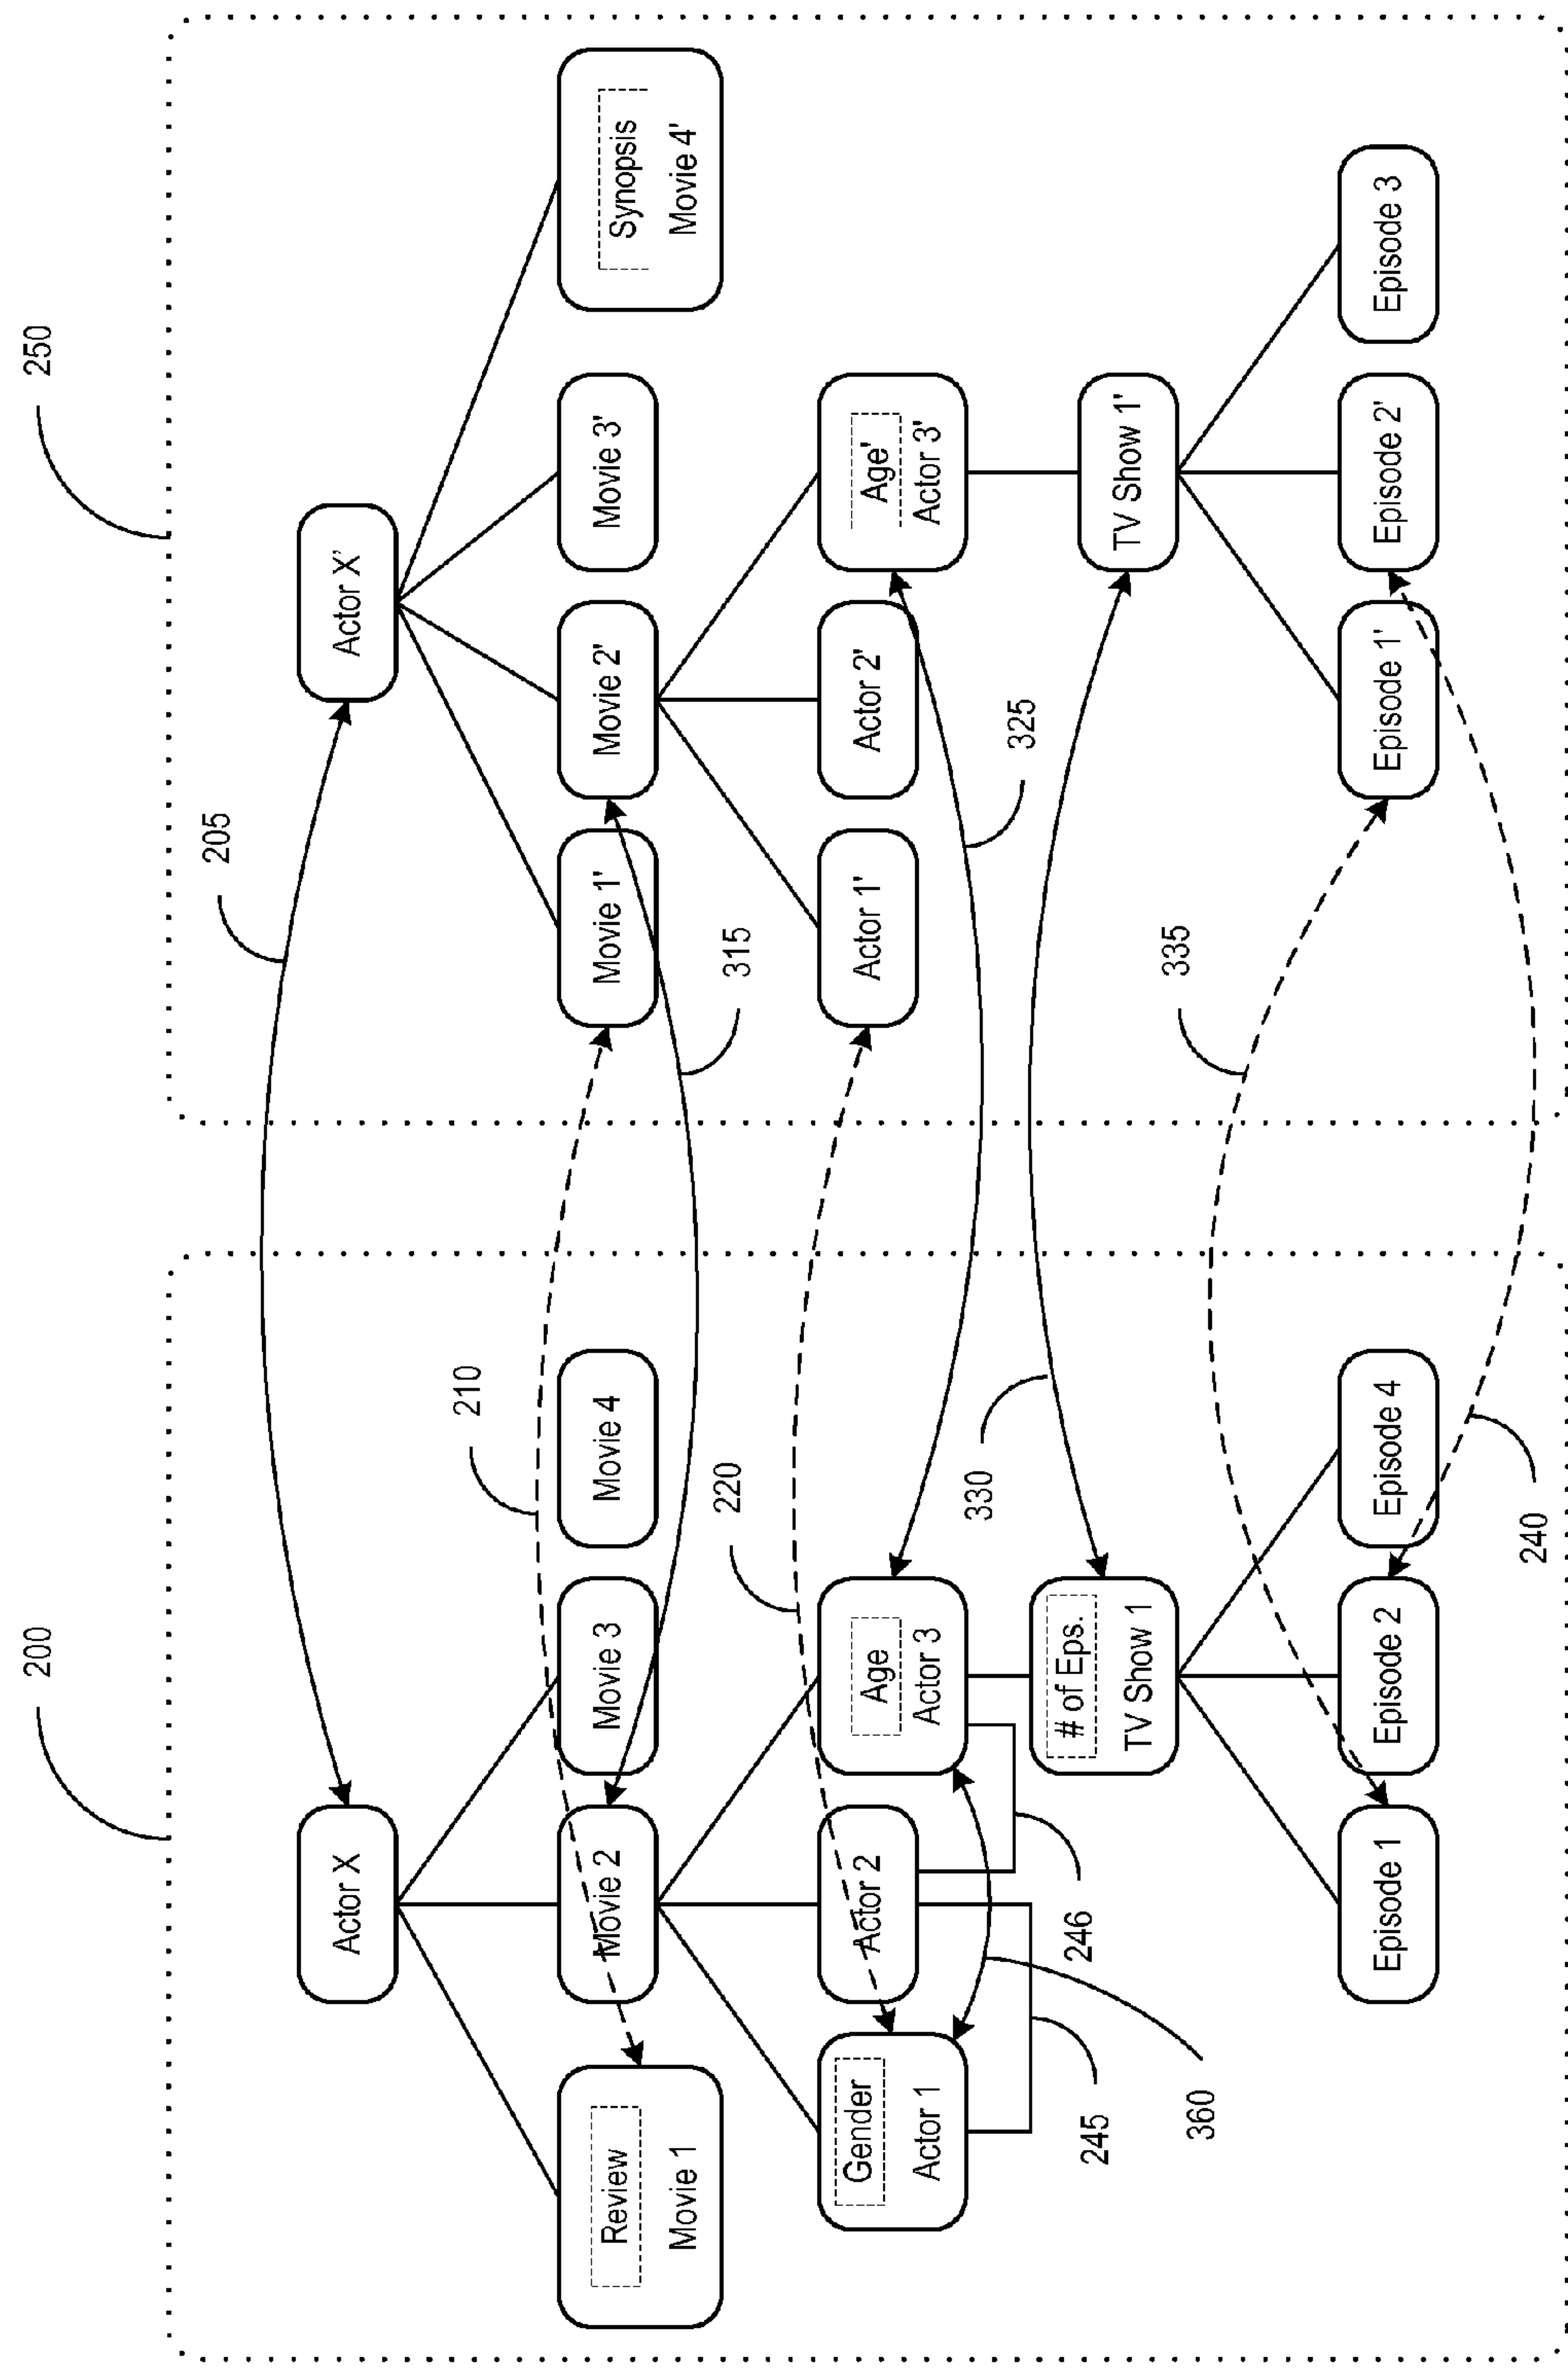 200
250
205
Actor X
Actor X’
210
Review
Movie 1
Movie 2
Movie 3
Movie 4
Movie 1'
Movie 2'
Movie 3'
Synopsis
Movie 4'
315
220
Gender
Actor 1
Actor 2
Age
Actor 3
Actor 1'
Actor 2'
Age'
Actor 3'
325
330
246
245
360
# of Eps.
TV Show 1
TV Show 1'
335
Episode 1
Episode 2
Episode 4
Episode 1'
Episode 2'
Episode 3
240